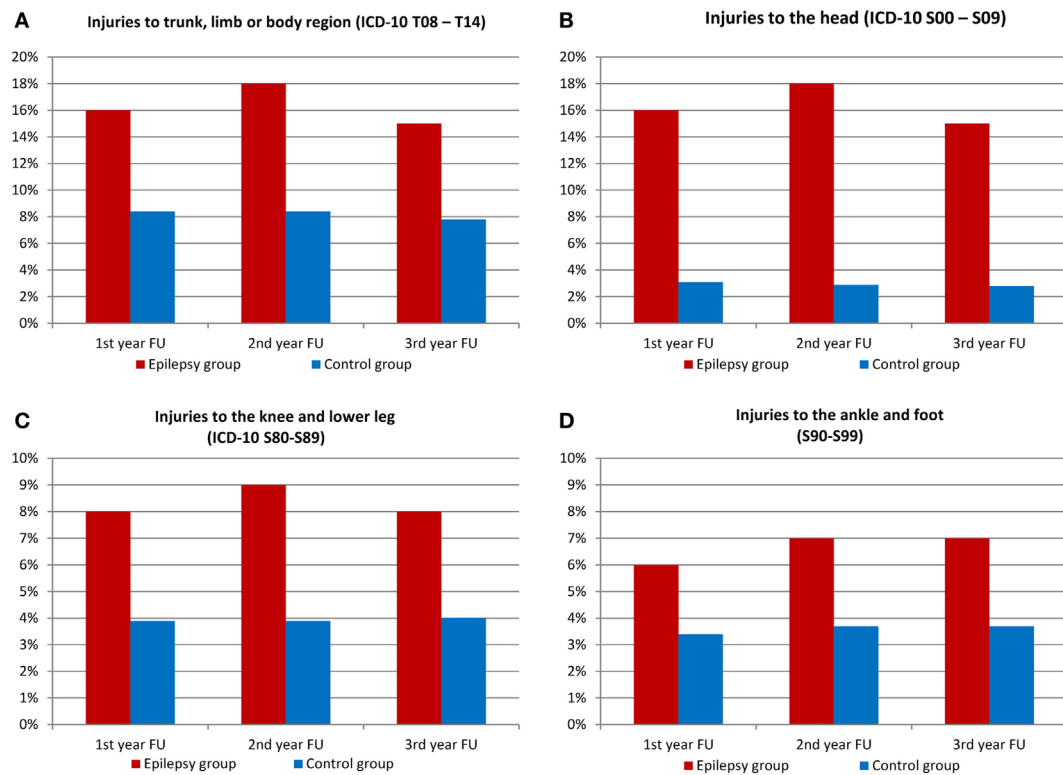 A
Injuries to trunk, limb or body region (ICD-10 T08 – T14)
20%
18%
16%
14%
12%
10%
8%
6%
4%
2%
0%
1st year FU 2nd year FU 3rd year FU
Epilepsy group Control group
B
Injuries to the head (ICD-10 S00 – S09)
20%
18%
16%
14%
12%
10%
8%
6%
4%
2%
0%
1st year FU 2nd year FU 3rd year FU
Epilepsy group Control group
C
Injuries to the knee and lower leg
(ICD-10 S80-S89)
10%
9%
8%
7%
6%
5%
4%
3%
2%
1%
0%
1st year FU 2nd year FU 3rd year FU
Epilepsy group Control group
D
Injuries to the ankle and foot
(S90-S99)
10%
9%
8%
7%
6%
5%
4%
3%
2%
1%
0%
1st year FU 2nd year FU 3rd year FU
Epilepsy group Control group